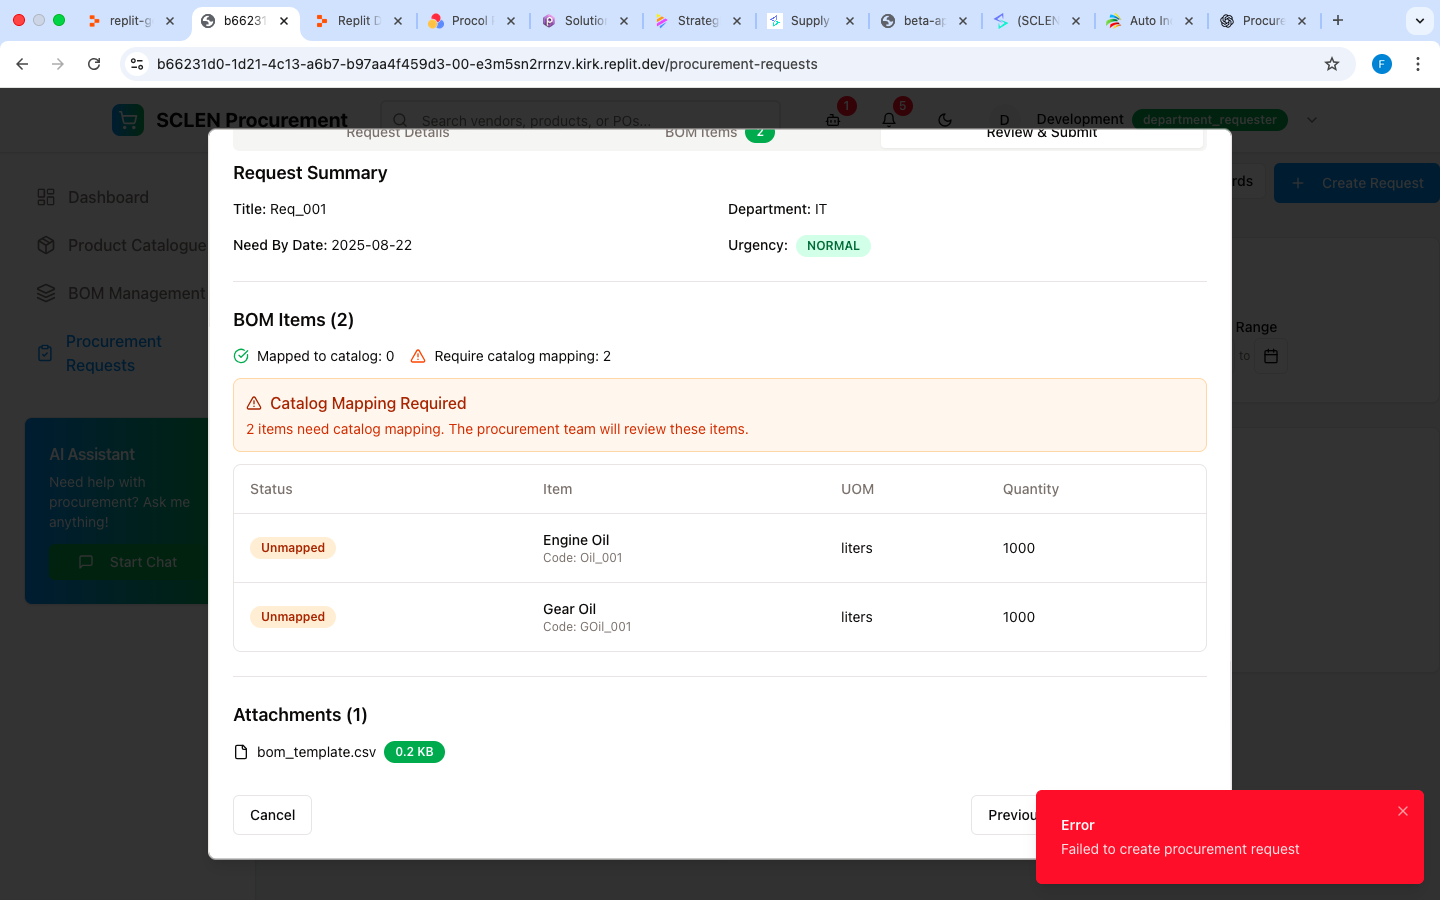 replit-g
b66231
Replit D
Procol
Solution
Strateg
Supply
beta-ap
(SCLEN
Auto In
Procure
b66231d0-1d21-4c13-a6b7-b97aa4f459d3-00-e3m5sn2rrnzv.kirk.replit.dev/procurement-requests
F
SCLEN Procurement
Search vendors, products, or POs...
1
5
D
Development
department_requester
Request Details
BOM Items
2
Review & Submit
Dashboard
Product Catalogue
BOM Management
Procurement
Requests
AI Assistant
Need help with
procurement? Ask me
anything!
Start Chat
rds
Create Request
Range
to
Request Summary
Title: Req_001
Department: IT
Need By Date: 2025-08-22
Urgency: NORMAL
BOM Items (2)
Mapped to catalog: 0
Require catalog mapping: 2
Catalog Mapping Required
2 items need catalog mapping. The procurement team will review these items.
Status
Item
UOM
Quantity
Unmapped
Engine Oil
Code: Oil_001
liters
1000
Unmapped
Gear Oil
Code: GOil_001
liters
1000
Attachments (1)
bom_template.csv
0.2 KB
Cancel
Previou
Error
Failed to create procurement request